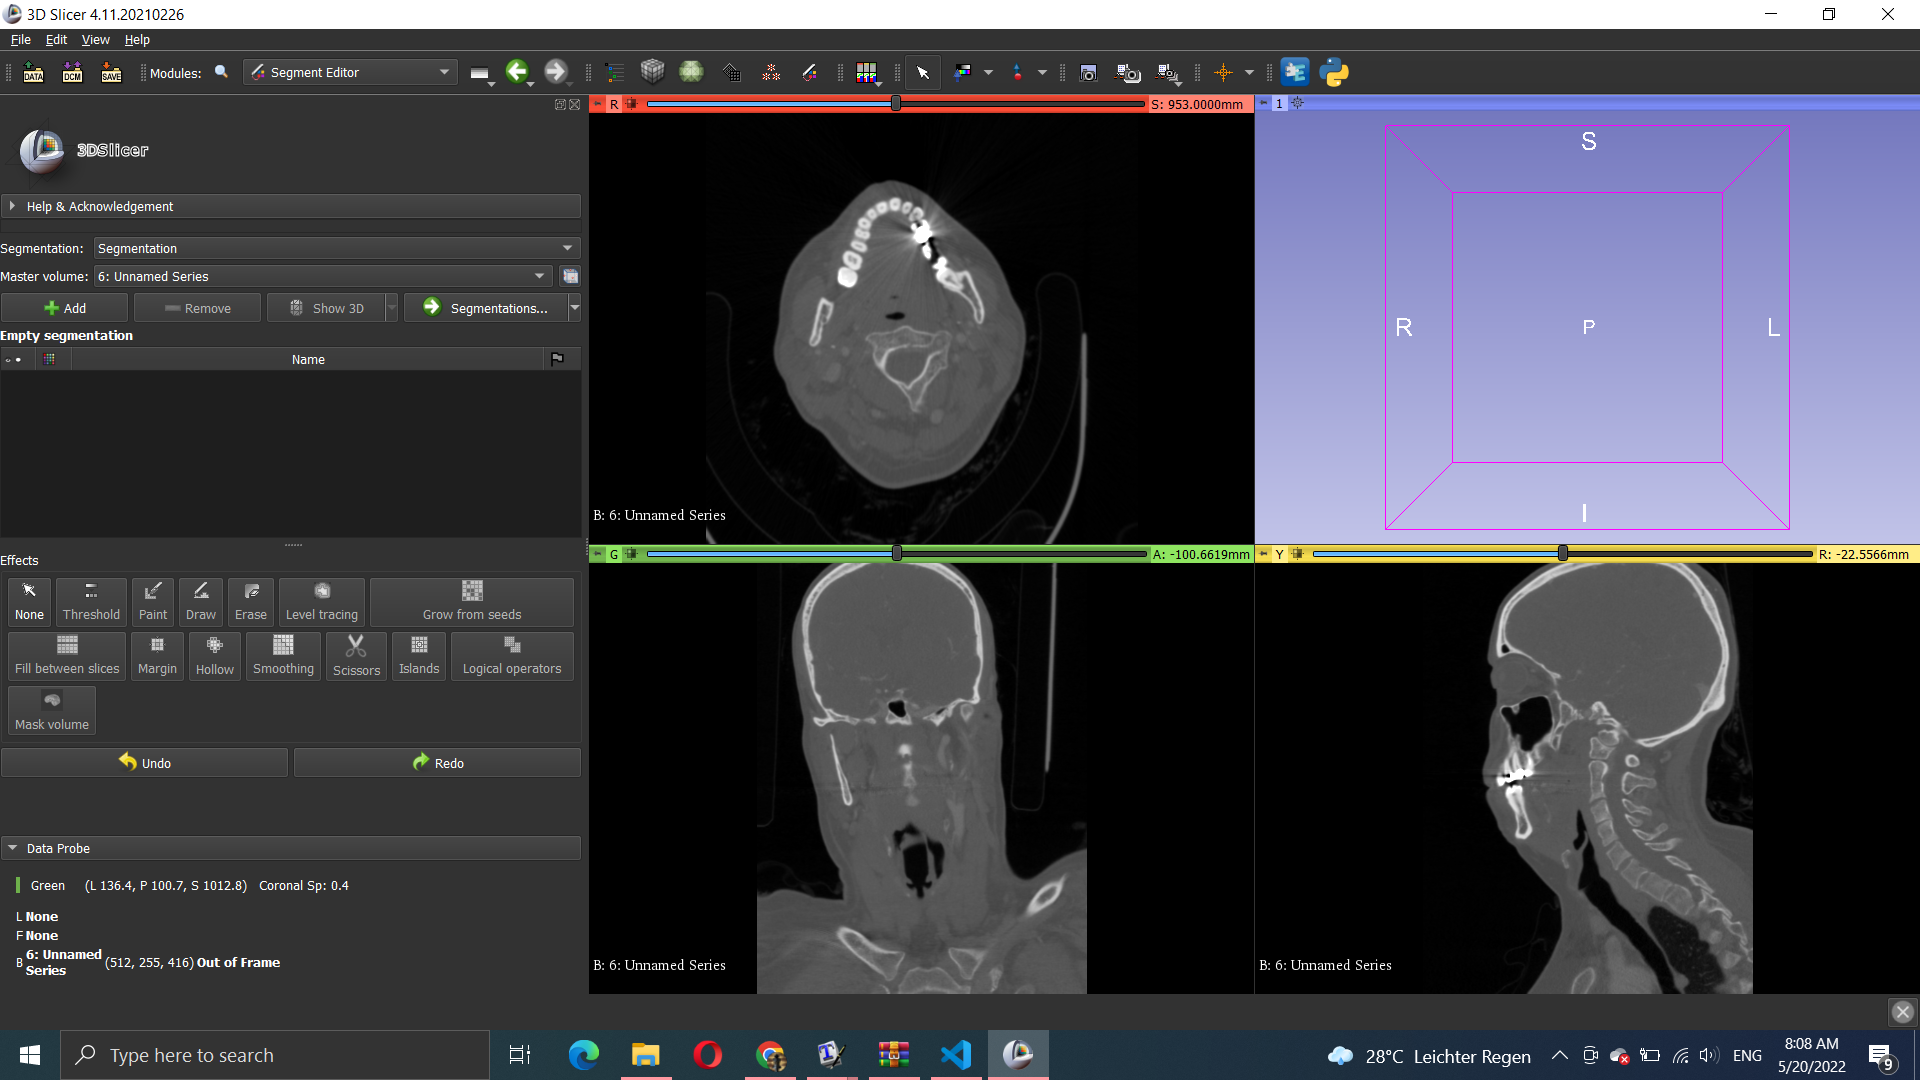 3D Slicer 4.11.20210226
File Edit View Help
DATA DCM SAVE Modules: Segment Editor
3DSlicer
Help & Acknowledgement
Segmentation: Segmentation
Master volume: 6: Unnamed Series
Add Remove Show 3D Segmentations...
Empty segmentation
Name
Effects
None Threshold Paint Draw Erase Level tracing Grow from seeds
Fill between slices Margin Hollow Smoothing Scissors Islands Logical operators
Mask volume
Undo Redo
Data Probe
Green (L 136.4, P 100.7, S 1012.8) Coronal Sp: 0.4
L None
F None
B 6: Unnamed Series (512, 255, 416) Out of Frame
R S: 953.0000mm
B: 6: Unnamed Series
1
S
R P L
I
G A: -100.6619mm
B: 6: Unnamed Series
Y R: -22.5566mm
B: 6: Unnamed Series
Type here to search
28°C Leichter Regen
ENG
8:08 AM
5/20/2022
9